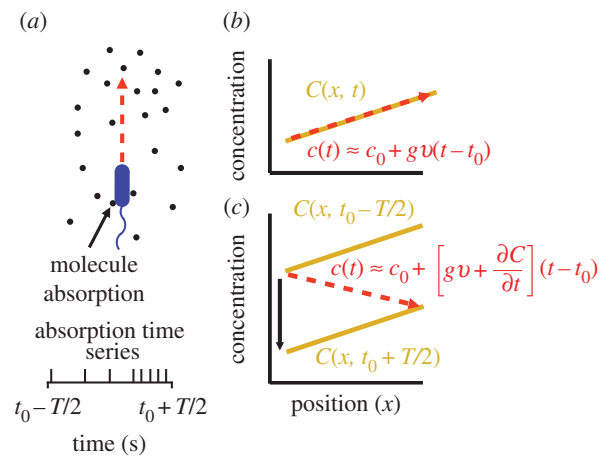 (a)
molecule
absorption
absorption time
series
t₀ – T/2
t₀ + T/2
time (s)
(b)
concentration
C(x, t)
c(t) ≈ c₀ + gυ(t – t₀)
(c)
concentration
C(x, t₀ – T/2)
c(t) ≈ c₀ + [gυ + ∂C/∂t] (t – t₀)
C(x, t₀ + T/2)
position (x)